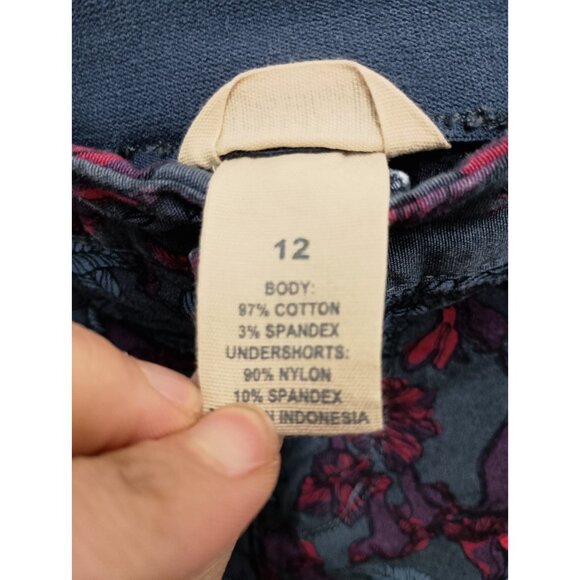 12
BODY:
97% COTTON
3% SPANDEX
UNDERSHORTS:
90% NYLON
10% SPANDEX
IN INDONESIA